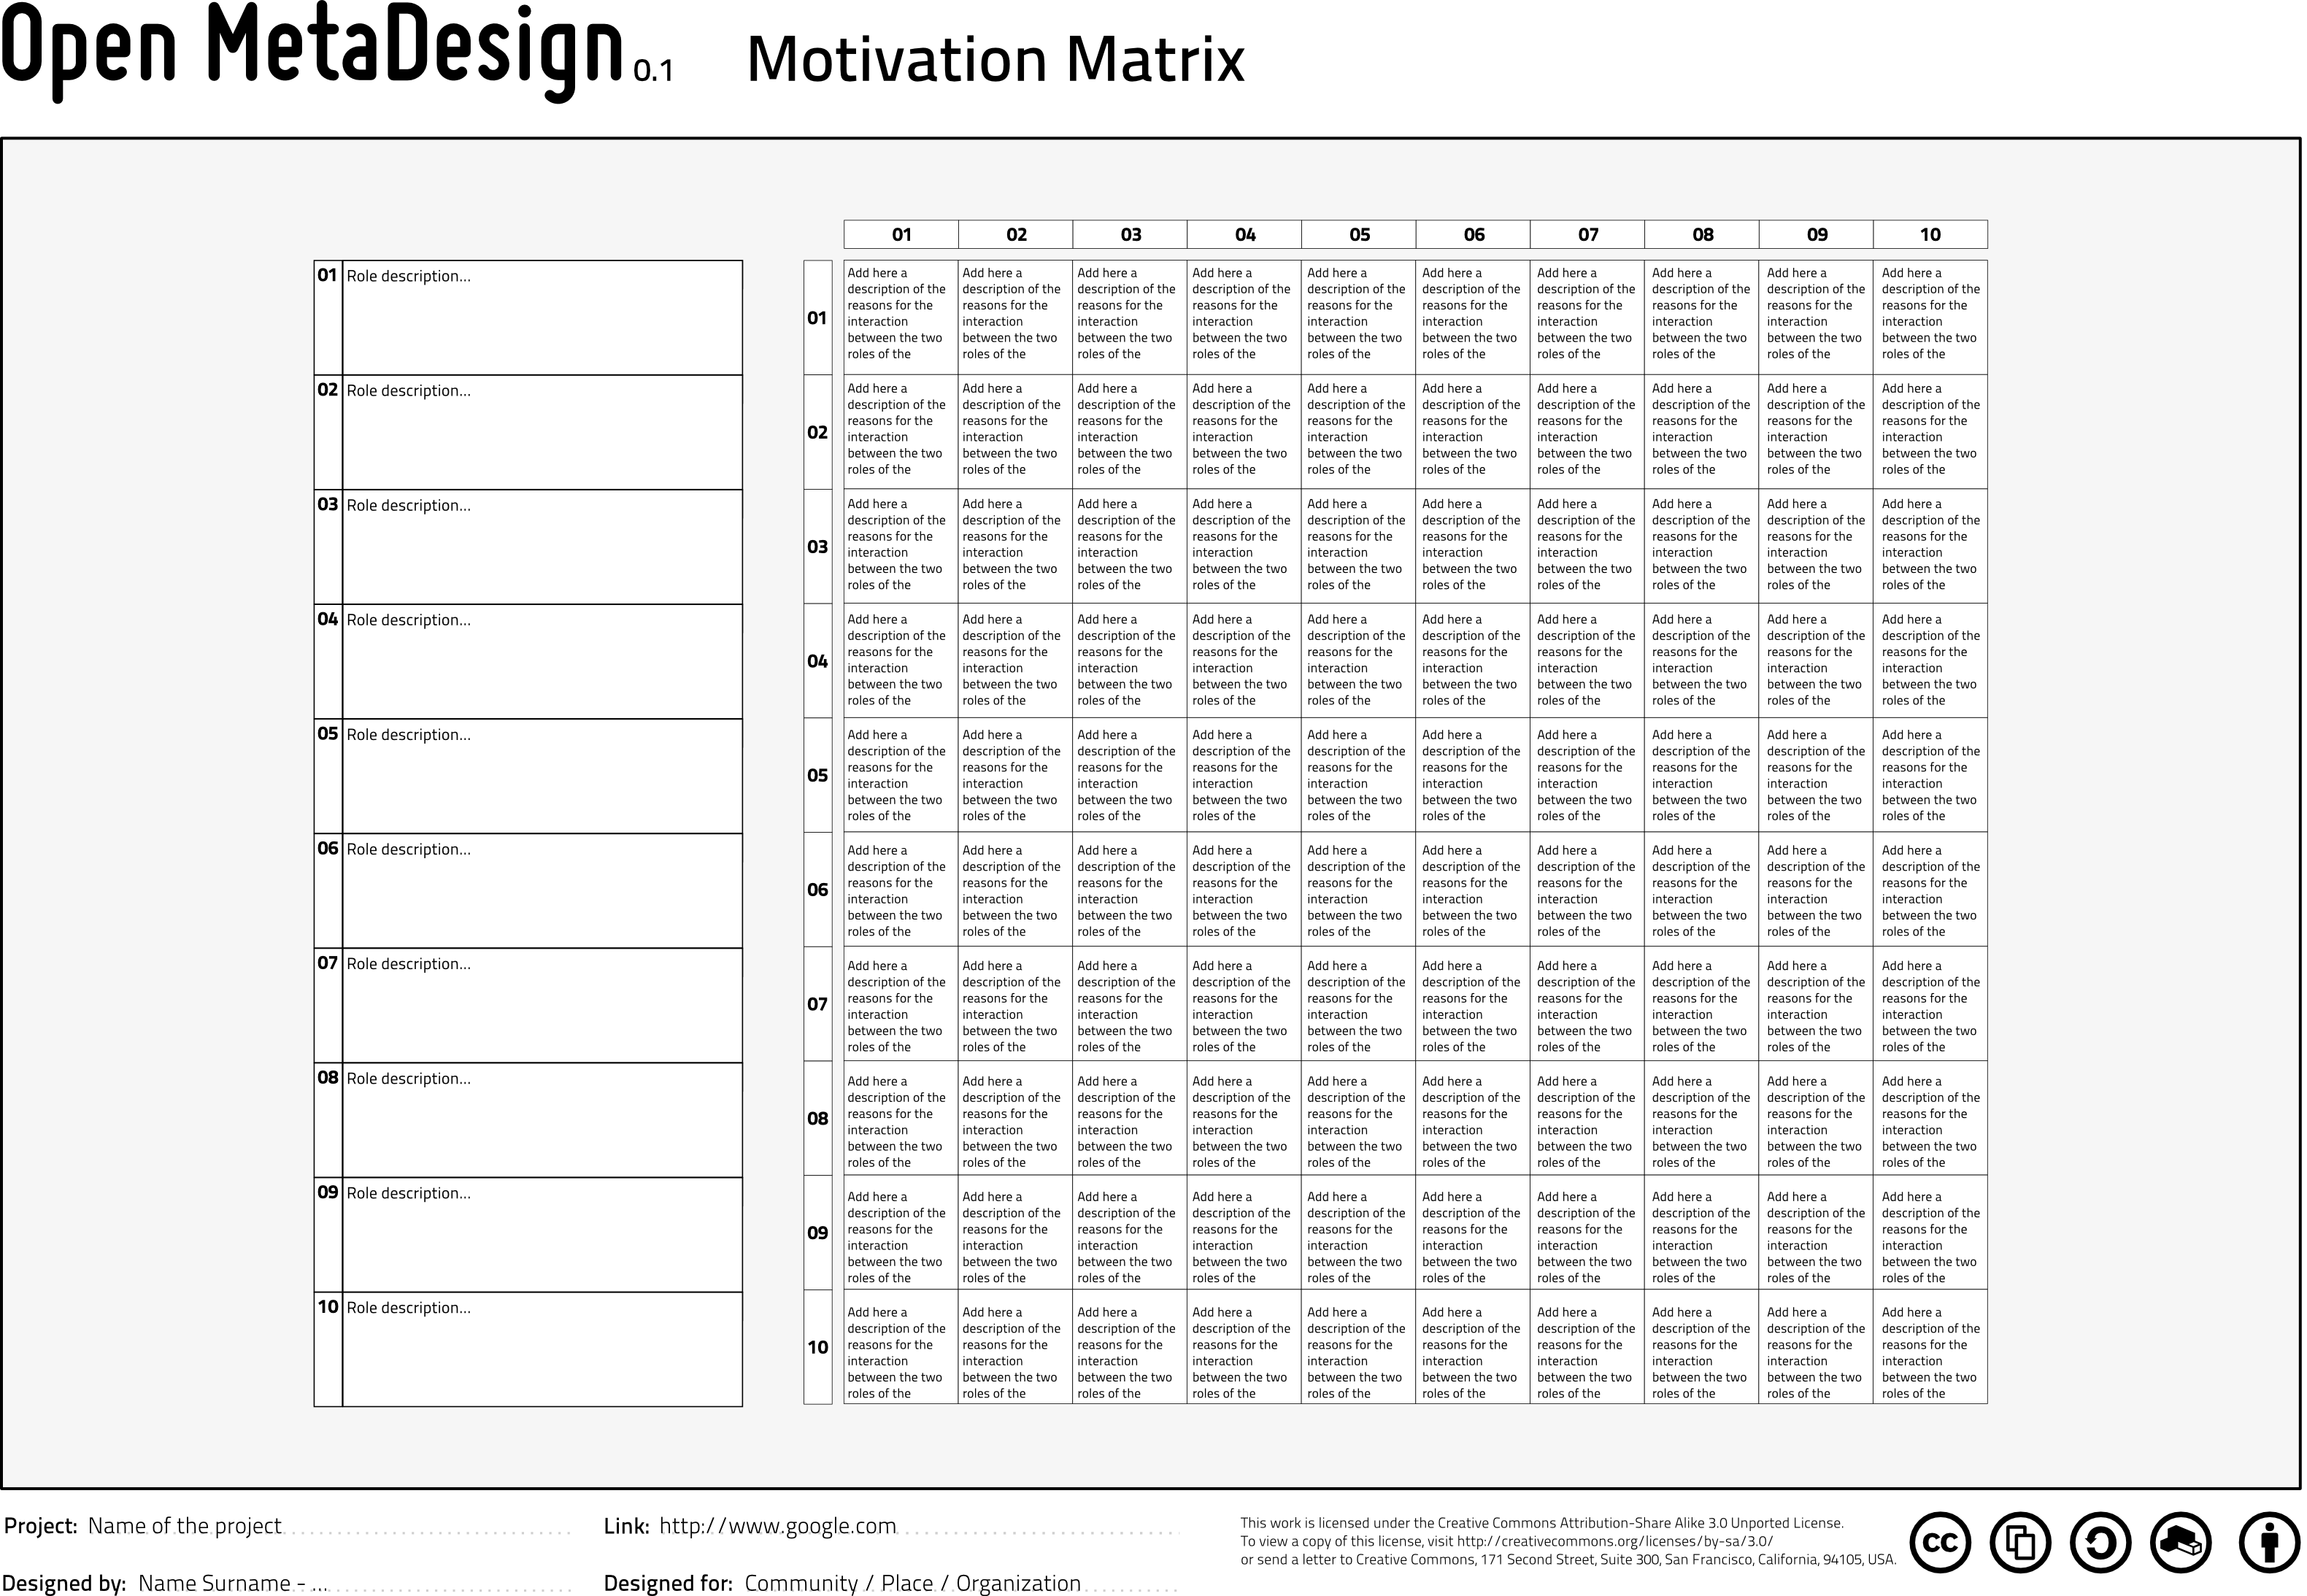 Open MetaDesign 0.1 Motivation Matrix
01 02 03 04 05 06 07 08 09 10
01 Role description...
02 Role description...
03 Role description...
04 Role description...
05 Role description...
06 Role description...
07 Role description...
08 Role description...
09 Role description...
10 Role description...
01
Add here a Add here a Add here a Add here a Add here a Add here a Add here a Add here a Add here a Add here a
description of the description of the description of the description of the description of the description of the description of the description of the description of the description of the
reasons for the reasons for the reasons for the reasons for the reasons for the reasons for the reasons for the reasons for the reasons for the reasons for the
interaction interaction interaction interaction interaction interaction interaction interaction interaction interaction
between the two between the two between the two between the two between the two between the two between the two between the two between the two between the two
roles of the roles of the roles of the roles of the roles of the roles of the roles of the roles of the roles of the roles of the
02
Add here a Add here a Add here a Add here a Add here a Add here a Add here a Add here a Add here a Add here a
description of the description of the description of the description of the description of the description of the description of the description of the description of the description of the
reasons for the reasons for the reasons for the reasons for the reasons for the reasons for the reasons for the reasons for the reasons for the reasons for the
interaction interaction interaction interaction interaction interaction interaction interaction interaction interaction
between the two between the two between the two between the two between the two between the two between the two between the two between the two between the two
roles of the roles of the roles of the roles of the roles of the roles of the roles of the roles of the roles of the roles of the
03
Add here a Add here a Add here a Add here a Add here a Add here a Add here a Add here a Add here a Add here a
description of the description of the description of the description of the description of the description of the description of the description of the description of the description of the
reasons for the reasons for the reasons for the reasons for the reasons for the reasons for the reasons for the reasons for the reasons for the reasons for the
interaction interaction interaction interaction interaction interaction interaction interaction interaction interaction
between the two between the two between the two between the two between the two between the two between the two between the two between the two between the two
roles of the roles of the roles of the roles of the roles of the roles of the roles of the roles of the roles of the roles of the
04
Add here a Add here a Add here a Add here a Add here a Add here a Add here a Add here a Add here a Add here a
description of the description of the description of the description of the description of the description of the description of the description of the description of the description of the
reasons for the reasons for the reasons for the reasons for the reasons for the reasons for the reasons for the reasons for the reasons for the reasons for the
interaction interaction interaction interaction interaction interaction interaction interaction interaction interaction
between the two between the two between the two between the two between the two between the two between the two between the two between the two between the two
roles of the roles of the roles of the roles of the roles of the roles of the roles of the roles of the roles of the roles of the
05
Add here a Add here a Add here a Add here a Add here a Add here a Add here a Add here a Add here a Add here a
description of the description of the description of the description of the description of the description of the description of the description of the description of the description of the
reasons for the reasons for the reasons for the reasons for the reasons for the reasons for the reasons for the reasons for the reasons for the reasons for the
interaction interaction interaction interaction interaction interaction interaction interaction interaction interaction
between the two between the two between the two between the two between the two between the two between the two between the two between the two between the two
roles of the roles of the roles of the roles of the roles of the roles of the roles of the roles of the roles of the roles of the
06
Add here a Add here a Add here a Add here a Add here a Add here a Add here a Add here a Add here a Add here a
description of the description of the description of the description of the description of the description of the description of the description of the description of the description of the
reasons for the reasons for the reasons for the reasons for the reasons for the reasons for the reasons for the reasons for the reasons for the reasons for the
interaction interaction interaction interaction interaction interaction interaction interaction interaction interaction
between the two between the two between the two between the two between the two between the two between the two between the two between the two between the two
roles of the roles of the roles of the roles of the roles of the roles of the roles of the roles of the roles of the roles of the
07
Add here a Add here a Add here a Add here a Add here a Add here a Add here a Add here a Add here a Add here a
description of the description of the description of the description of the description of the description of the description of the description of the description of the description of the
reasons for the reasons for the reasons for the reasons for the reasons for the reasons for the reasons for the reasons for the reasons for the reasons for the
interaction interaction interaction interaction interaction interaction interaction interaction interaction interaction
between the two between the two between the two between the two between the two between the two between the two between the two between the two between the two
roles of the roles of the roles of the roles of the roles of the roles of the roles of the roles of the roles of the roles of the
08
Add here a Add here a Add here a Add here a Add here a Add here a Add here a Add here a Add here a Add here a
description of the description of the description of the description of the description of the description of the description of the description of the description of the description of the
reasons for the reasons for the reasons for the reasons for the reasons for the reasons for the reasons for the reasons for the reasons for the reasons for the
interaction interaction interaction interaction interaction interaction interaction interaction interaction interaction
between the two between the two between the two between the two between the two between the two between the two between the two between the two between the two
roles of the roles of the roles of the roles of the roles of the roles of the roles of the roles of the roles of the roles of the
09
Add here a Add here a Add here a Add here a Add here a Add here a Add here a Add here a Add here a Add here a
description of the description of the description of the description of the description of the description of the description of the description of the description of the description of the
reasons for the reasons for the reasons for the reasons for the reasons for the reasons for the reasons for the reasons for the reasons for the reasons for the
interaction interaction interaction interaction interaction interaction interaction interaction interaction interaction
between the two between the two between the two between the two between the two between the two between the two between the two between the two between the two
roles of the roles of the roles of the roles of the roles of the roles of the roles of the roles of the roles of the roles of the
10
Add here a Add here a Add here a Add here a Add here a Add here a Add here a Add here a Add here a Add here a
description of the description of the description of the description of the description of the description of the description of the description of the description of the description of the
reasons for the reasons for the reasons for the reasons for the reasons for the reasons for the reasons for the reasons for the reasons for the reasons for the
interaction interaction interaction interaction interaction interaction interaction interaction interaction interaction
between the two between the two between the two between the two between the two between the two between the two between the two between the two between the two
roles of the roles of the roles of the roles of the roles of the roles of the roles of the roles of the roles of the roles of the
Project: Name of the project
Link: http://www.google.com
Designed by: Name Surname - ...
Designed for: Community / Place / Organization
This work is licensed under the Creative Commons Attribution-Share Alike 3.0 Unported License.
To view a copy of this license, visit http://creativecommons.org/licenses/by-sa/3.0/
or send a letter to Creative Commons, 171 Second Street, Suite 300, San Francisco, California, 94105, USA.
cc